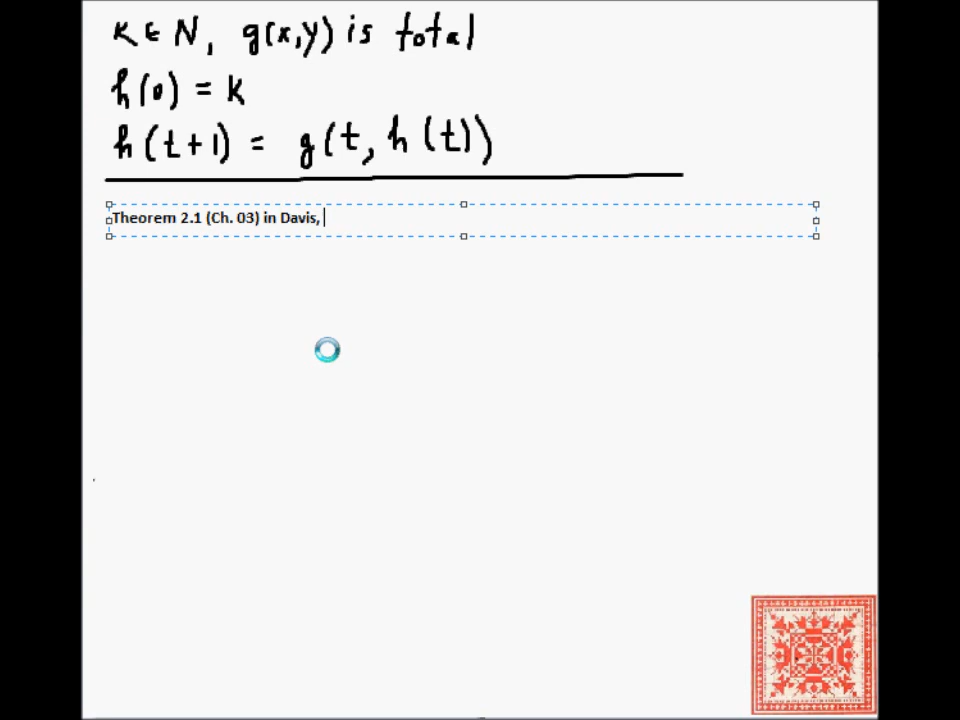 K ∈ N, g(x,y) is total
h(0) = K
h(t+1) = g(t, h(t))
Theorem 2.1 (Ch. 03) in Davis,